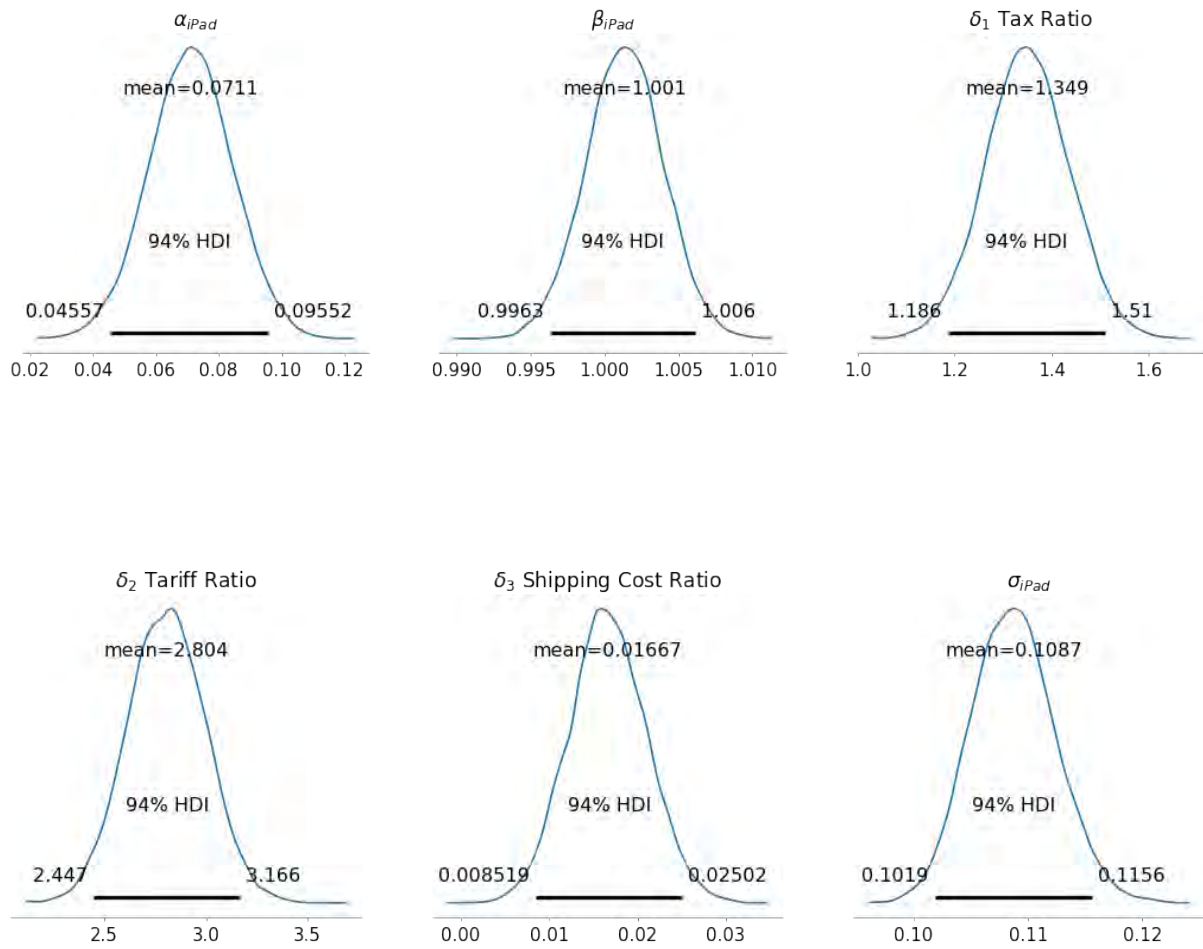 α_iPad
mean=0.0711
94% HDI
0.04557 0.09552
0.02 0.04 0.06 0.08 0.10 0.12
β_iPad
mean=1.001
94% HDI
0.9963 1.006
0.990 0.995 1.000 1.005 1.010
δ₁ Tax Ratio
mean=1.349
94% HDI
1.186 1.51
1.0 1.2 1.4 1.6
δ₂ Tariff Ratio
mean=2.804
94% HDI
2.447 3.166
2.5 3.0 3.5
δ₃ Shipping Cost Ratio
mean=0.01667
94% HDI
0.008519 0.02502
0.00 0.01 0.02 0.03
σ_iPad
mean=0.1087
94% HDI
0.1019 0.1156
0.10 0.11 0.12